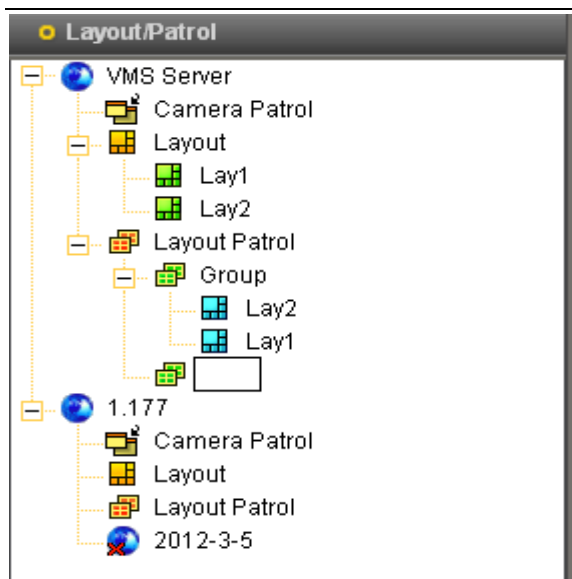 Layout/Patrol
VMS Server
Camera Patrol
Layout
Lay1
Lay2
Layout Patrol
Group
Lay2
Lay1
1.177
Camera Patrol
Layout
Layout Patrol
2012-3-5